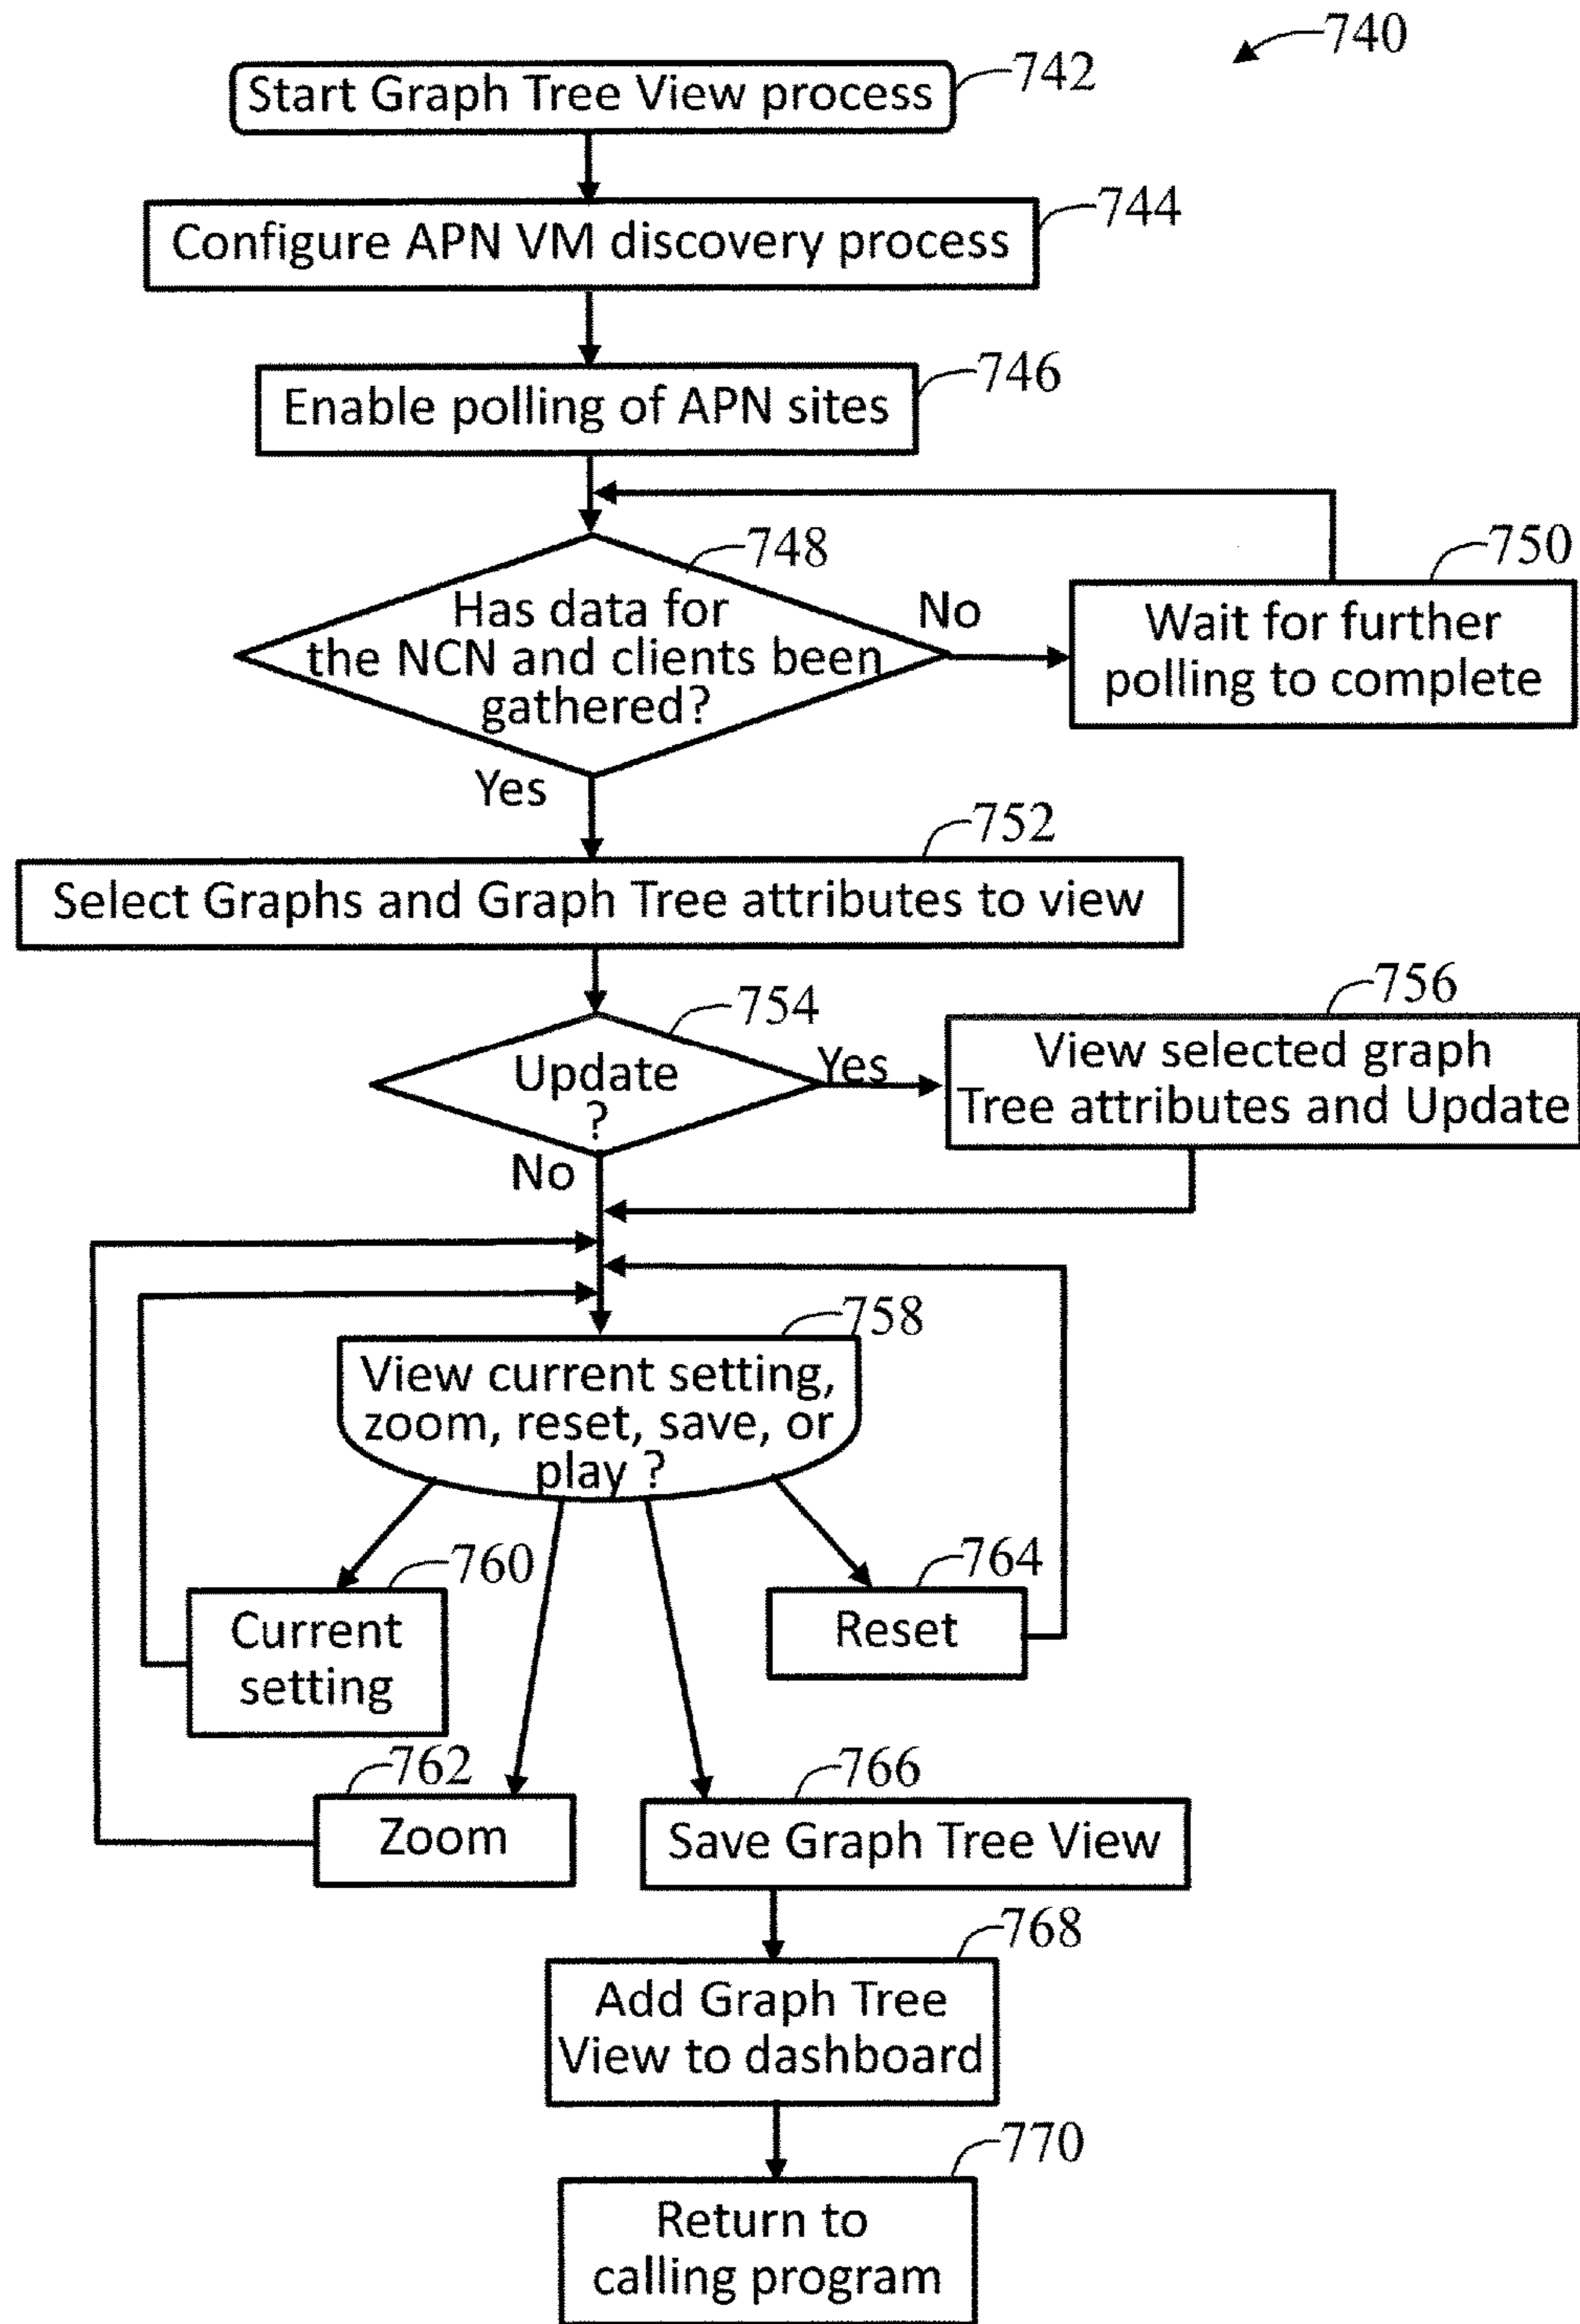 740
Start Graph Tree View process
742
Configure APN VM discovery process
744
Enable polling of APN sites
746
748
Has data for
the NCN and clients been
gathered?
No
Yes
750
Wait for further
polling to complete
752
Select Graphs and Graph Tree attributes to view
754
Update
?
Yes
No
756
View selected graph
Tree attributes and Update
758
View current setting,
zoom, reset, save, or
play ?
760
Current
setting
764
Reset
762
Zoom
766
Save Graph Tree View
768
Add Graph Tree
View to dashboard
770
Return to
calling program